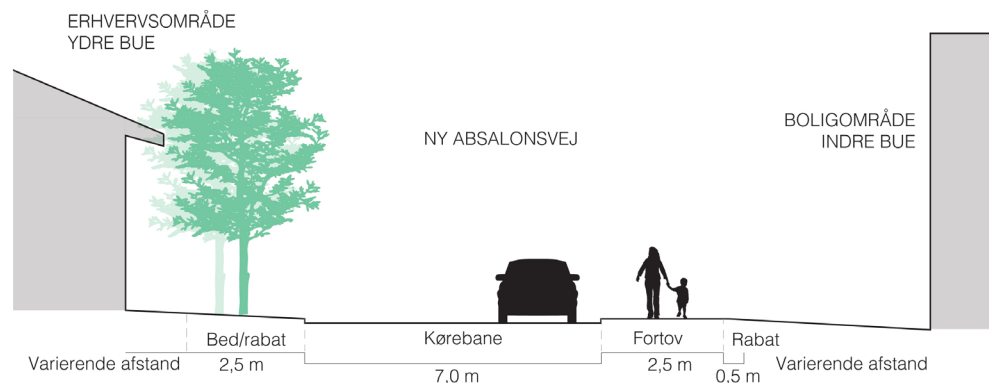 ERHVERVSOMRÅDE
YDRE BUE
NY ABSALONSVEJ
BOLIGOMRÅDE
INDRE BUE
Bed/rabat
Kørebane
Fortov
Rabat
Varierende afstand
2,5 m
7,0 m
2,5 m
0,5 m
Varierende afstand